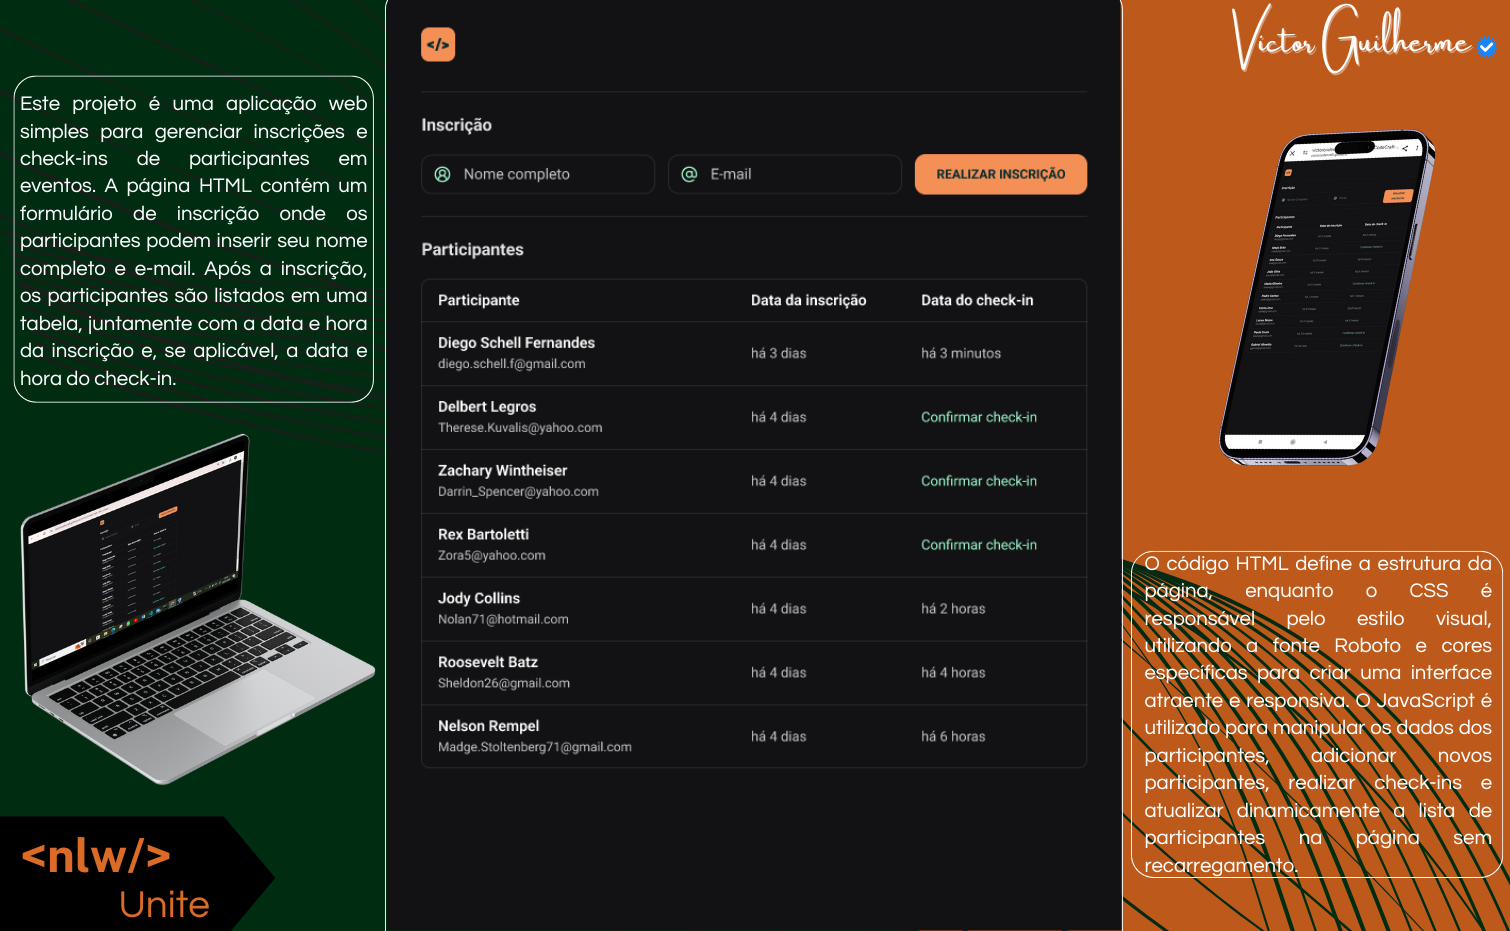 Este projeto é uma aplicação web
simples para gerenciar inscrições e
check-ins de participantes em
eventos. A página HTML contém um
formulário de inscrição onde os
participantes podem inserir seu nome
completo e e-mail. Após a inscrição,
os participantes são listados em uma
tabela, juntamente com a data e hora
da inscrição e, se aplicável, a data e
hora do check-in.
<nlw/>
Unite
</>
Inscrição
Nome completo
E-mail
REALIZAR INSCRIÇÃO
Participantes
Participante Data da inscrição Data do check-in
Diego Schell Fernandes
diego.schell.f@gmail.com
há 3 dias há 3 minutos
Delbert Legros
Therese.Kuvalis@yahoo.com
há 4 dias Confirmar check-in
Zachary Wintheiser
Darrin_Spencer@yahoo.com
há 4 dias Confirmar check-in
Rex Bartoletti
Zora5@yahoo.com
há 4 dias Confirmar check-in
Jody Collins
Nolan71@hotmail.com
há 4 dias há 2 horas
Roosevelt Batz
Sheldon26@gmail.com
há 4 dias há 4 horas
Nelson Rempel
Madge.Stoltenberg71@gmail.com
há 4 dias há 6 horas
Victor Guilherme
O código HTML define a estrutura da
página, enquanto o CSS é
responsável pelo estilo visual,
utilizando a fonte Roboto e cores
específicas para criar uma interface
atraente e responsiva. O JavaScript é
utilizado para manipular os dados dos
participantes, adicionar novos
participantes, realizar check-ins e
atualizar dinamicamente a lista de
participantes na página sem
recarregamento.